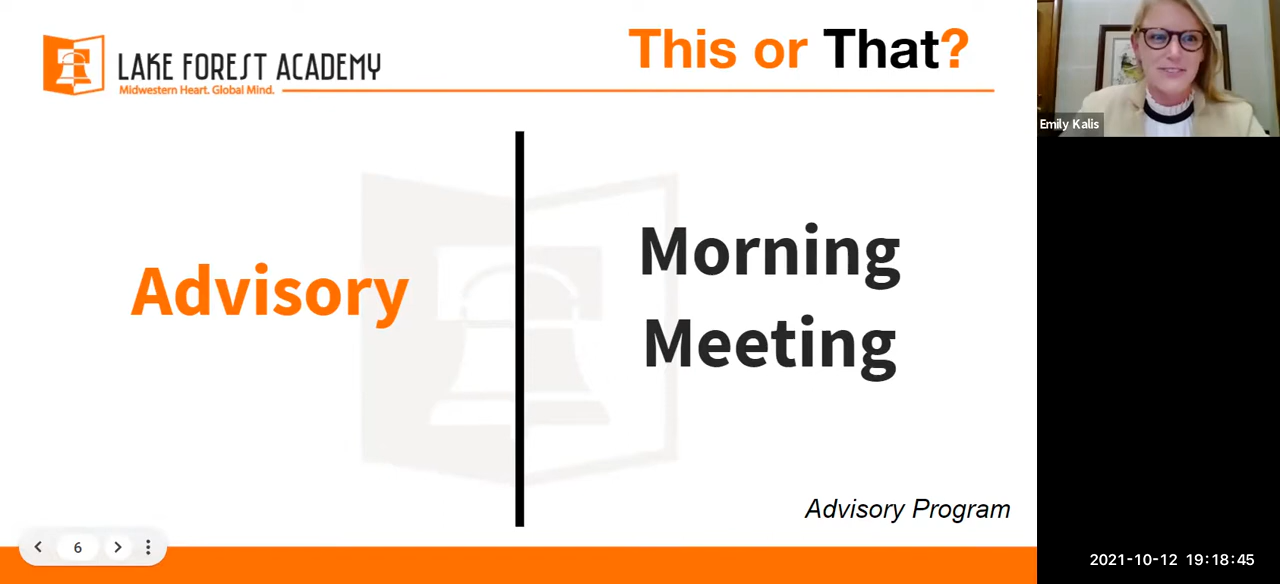 LAKE FOREST ACADEMY
Midwestern Heart. Global Mind.
This or That?
Emily Kalis
Advisory
Morning
Meeting
Advisory Program
6
2021-10-12 19:18:45